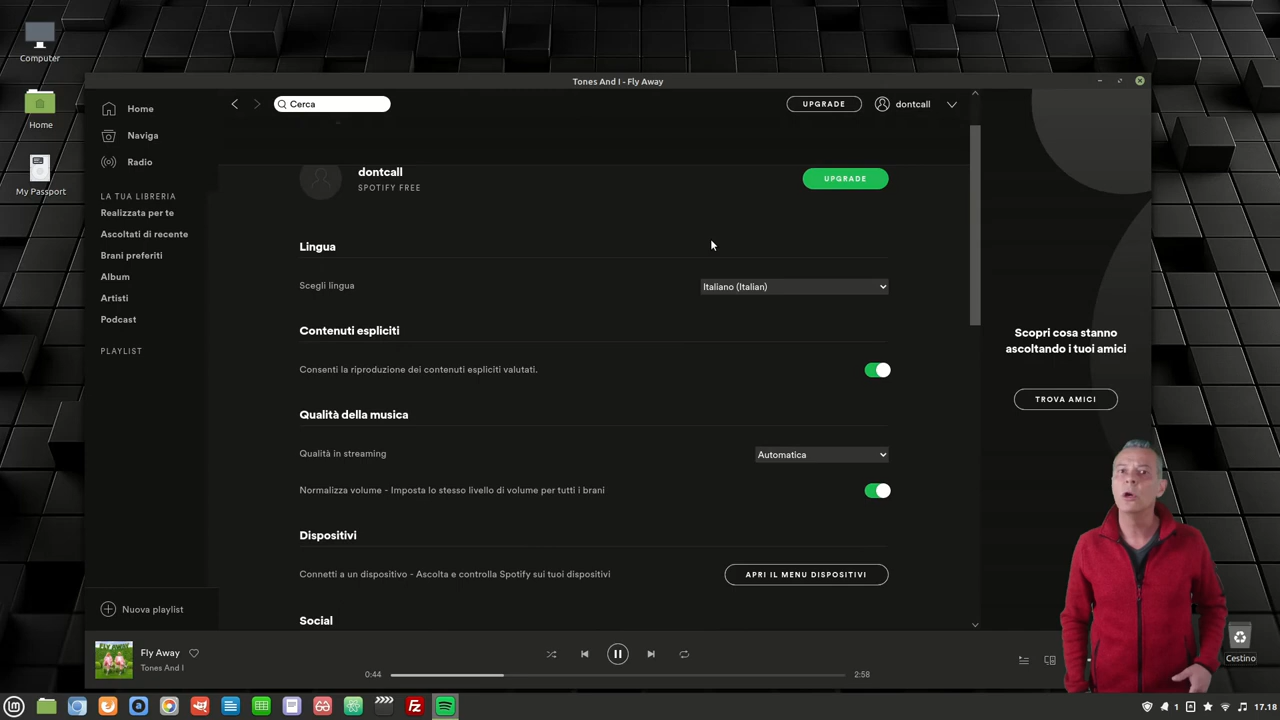 Computer
Home
My Passport
Tones And I - Fly Away
Home
Naviga
Radio
LA TUA LIBRERIA
Realizzata per te
Ascoltati di recente
Brani preferiti
Album
Artisti
Podcast
PLAYLIST
Nuova playlist
Cerca
UPGRADE
dontcall
dontcall
SPOTIFY FREE
UPGRADE
Lingua
Scegli lingua
Italiano (Italian)
Contenuti espliciti
Consenti la riproduzione dei contenuti espliciti valutati.
Qualità della musica
Qualità in streaming
Automatica
Normalizza volume - Imposta lo stesso livello di volume per tutti i brani
Dispositivi
Connetti a un dispositivo - Ascolta e controlla Spotify sui tuoi dispositivi
APRI IL MENU DISPOSITIVI
Social
Scopri cosa stanno
ascoltando i tuoi amici
TROVA AMICI
Fly Away
Tones And I
0:44
2:58
Cestino
1
17.18